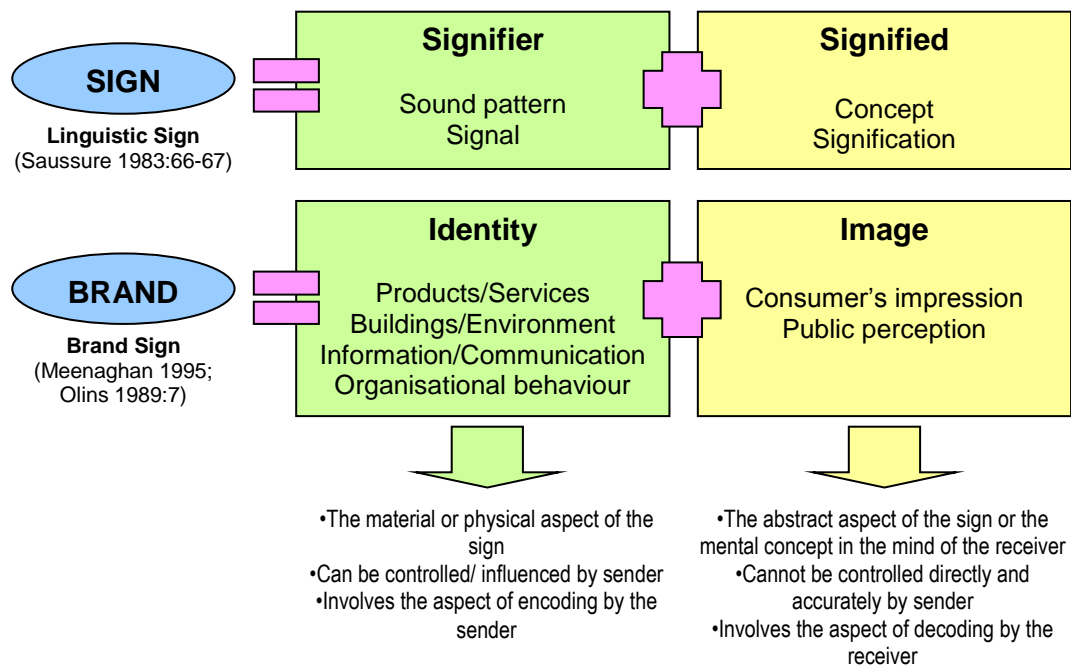 SIGN
Linguistic Sign
(Saussure 1983:66-67)
Signifier
Sound pattern
Signal
Signified
Concept
Signification
BRAND
Brand Sign
(Meenaghan 1995;
Olins 1989:7)
Identity
Products/Services
Buildings/Environment
Information/Communication
Organisational behaviour
Image
Consumer’s impression
Public perception
•The material or physical aspect of the
sign
•Can be controlled/ influenced by sender
•Involves the aspect of encoding by the
sender
•The abstract aspect of the sign or the
mental concept in the mind of the receiver
•Cannot be controlled directly and
accurately by sender
•Involves the aspect of decoding by the
receiver